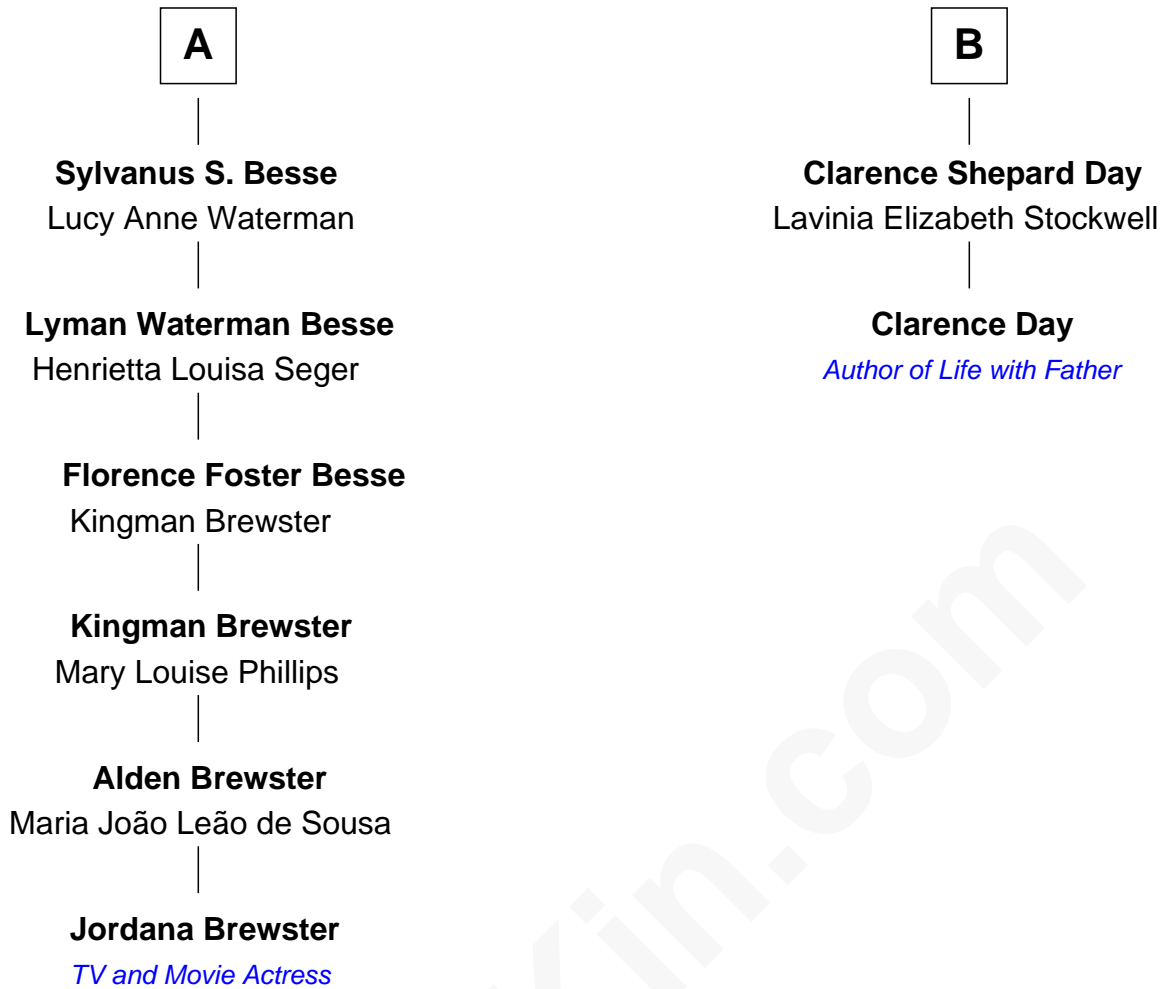 A
Sylvanus S. Besse
Lucy Anne Waterman
Lyman Waterman Besse
Henrietta Louisa Seger
Florence Foster Besse
Kingman Brewster
Kingman Brewster
Mary Louise Phillips
Alden Brewster
Maria João Leão de Sousa
Jordana Brewster
TV and Movie Actress
B
Clarence Shepard Day
Lavinia Elizabeth Stockwell
Clarence Day
Author of Life with Father
Kin.com